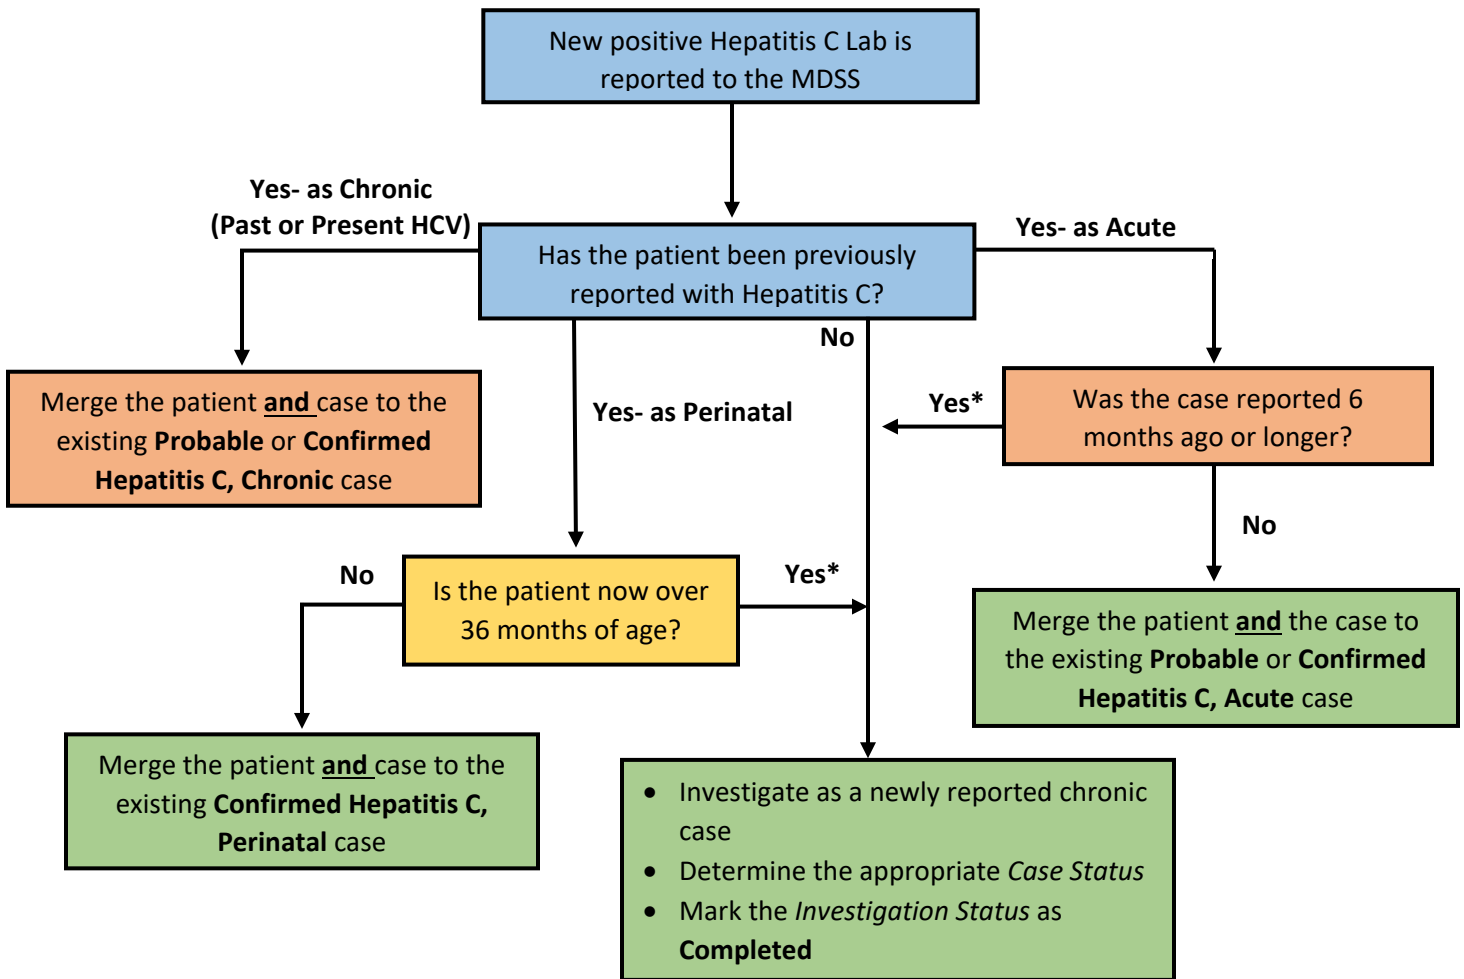 New positive Hepatitis C Lab is
reported to the MDSS
Yes- as Chronic
(Past or Present HCV)
Has the patient been previously
reported with Hepatitis C?
Yes- as Acute
No
Merge the patient and case to the
existing Probable or Confirmed
Hepatitis C, Chronic case
Yes- as Perinatal
Yes*
Was the case reported 6
months ago or longer?
No
No
Is the patient now over
36 months of age?
Yes*
Merge the patient and the case to
the existing Probable or Confirmed
Hepatitis C, Acute case
Merge the patient and case to the
existing Confirmed Hepatitis C,
Perinatal case
• Investigate as a newly reported chronic
case
• Determine the appropriate Case Status
• Mark the Investigation Status as
Completed